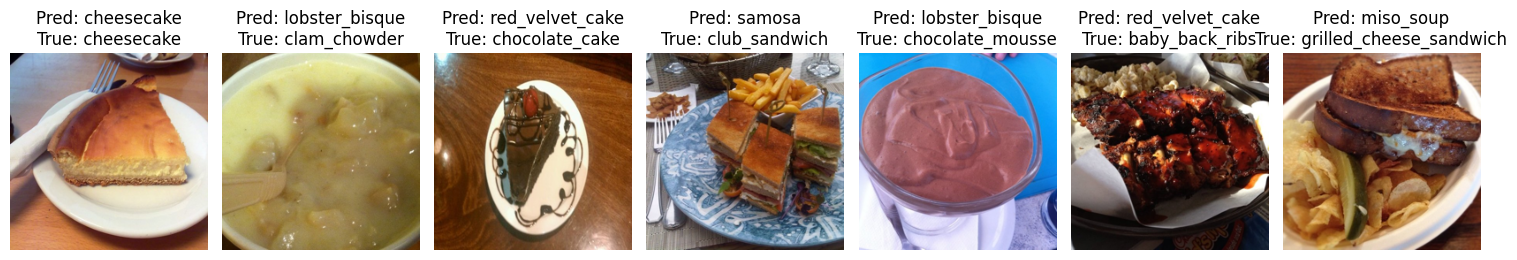 Pred: cheesecake
True: cheesecake
Pred: lobster_bisque
True: clam_chowder
Pred: red_velvet_cake
True: chocolate_cake
Pred: samosa
True: club_sandwich
Pred: lobster_bisque
True: chocolate_mousse
Pred: red_velvet_cake
True: baby_back_ribs
Pred: miso_soup
True: grilled_cheese_sandwich